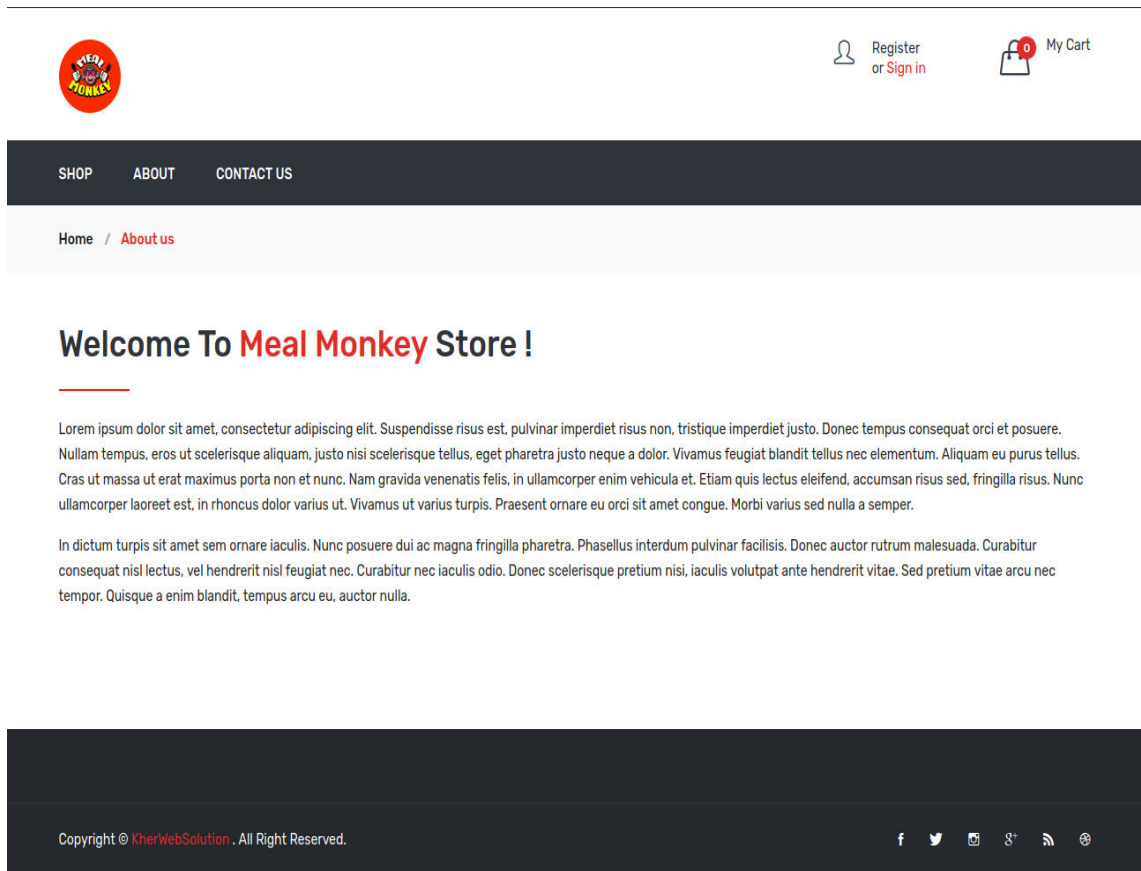 MEAL
MONKEY
Register
or Sign in
0
My Cart
SHOP ABOUT CONTACT US
Home / About us
Welcome To Meal Monkey Store !
Lorem ipsum dolor sit amet, consectetur adipiscing elit. Suspendisse risus est, pulvinar imperdiet risus non, tristique imperdiet justo. Donec tempus consequat orci et posuere.
Nullam tempus, eros ut scelerisque aliquam, justo nisi scelerisque tellus, eget pharetra justo neque a dolor. Vivamus feugiat blandit tellus nec elementum. Aliquam eu purus tellus.
Cras ut massa ut erat maximus porta non et nunc. Nam gravida venenatis felis, in ullamcorper enim vehicula et. Etiam quis lectus eleifend, accumsan risus sed, fringilla risus. Nunc
ullamcorper laoreet est, in rhoncus dolor varius ut. Vivamus ut varius turpis. Praesent ornare eu orci sit amet congue. Morbi varius sed nulla a semper.
In dictum turpis sit amet sem ornare iaculis. Nunc posuere dui ac magna fringilla pharetra. Phasellus interdum pulvinar facilisis. Donec auctor rutrum malesuada. Curabitur
consequat nisl lectus, vel hendrerit nisl feugiat nec. Curabitur nec iaculis odio. Donec scelerisque pretium nisi, iaculis volutpat ante hendrerit vitae. Sed pretium vitae arcu nec
tempor. Quisque a enim blandit, tempus arcu eu, auctor nulla.
Copyright © KherWebSolution . All Right Reserved.